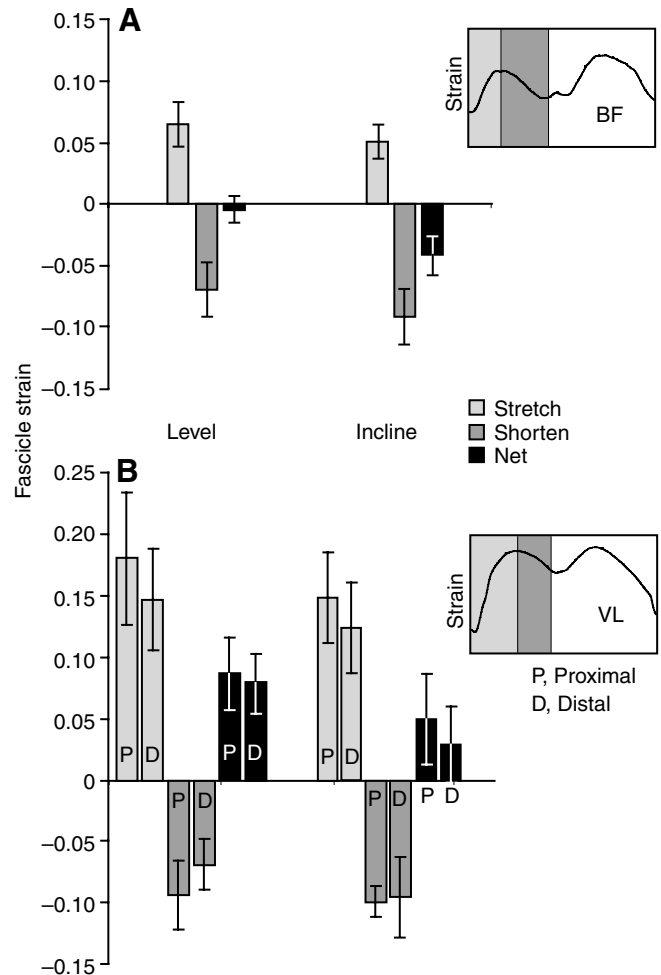 A
0.15
0.10
0.05
0
–0.05
–0.10
–0.15
Strain
BF
Fascicle strain
Level
Incline
Stretch
Shorten
Net
B
0.25
0.20
0.15
0.10
0.05
0
–0.05
–0.10
–0.15
P D
P D
P D
P D
P D
P D
Strain
VL
P, Proximal
D, Distal